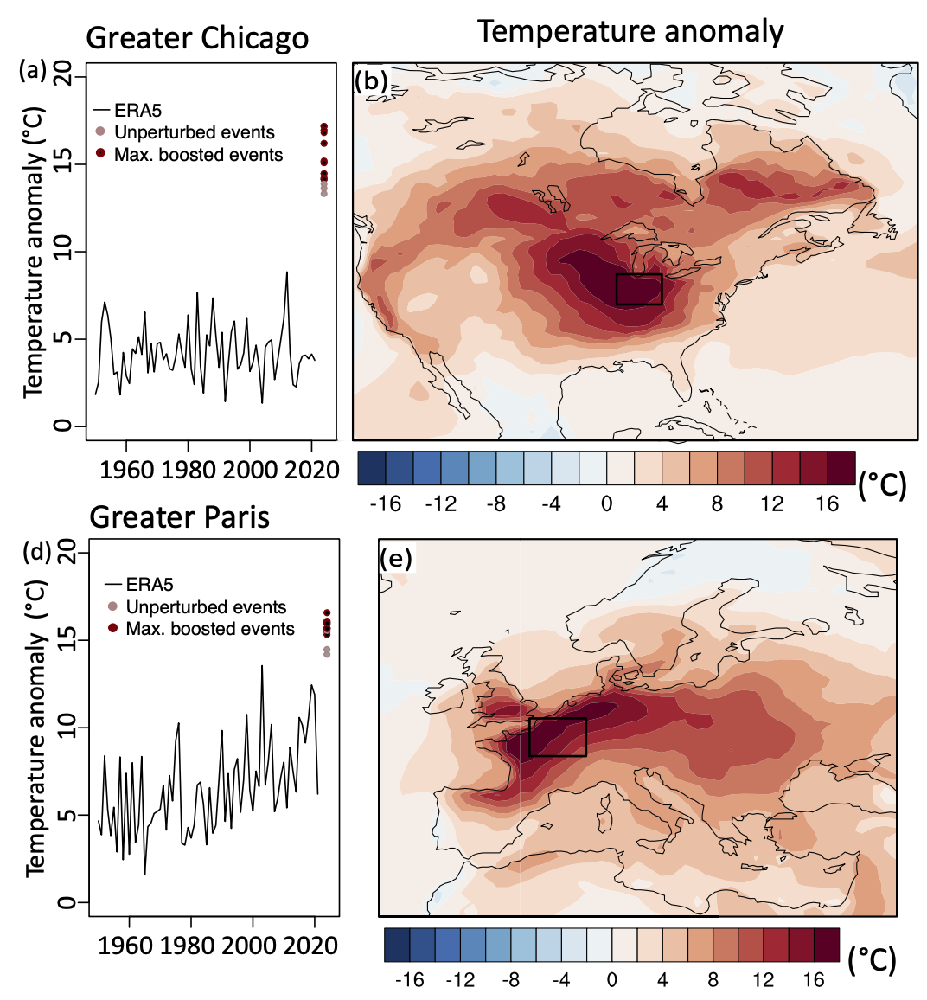 Greater Chicago
Temperature anomaly
(a)
20
15
10
5
0
Temperature anomaly (°C)
ERA5
Unperturbed events
Max. boosted events
1960 1980 2000 2020
(b)
-16 -12 -8 -4 0 4 8 12 16 (°C)
Greater Paris
(d)
20
15
10
5
0
Temperature anomaly (°C)
ERA5
Unperturbed events
Max. boosted events
1960 1980 2000 2020
(e)
-16 -12 -8 -4 0 4 8 12 16 (°C)